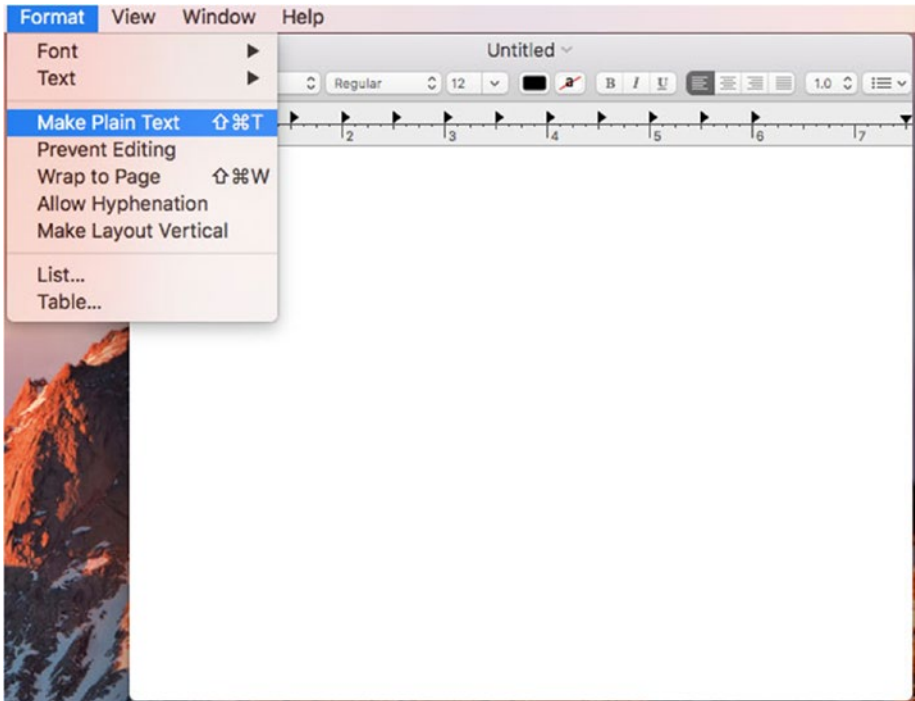 Format View Window Help
Untitled
Font
Text
Regular 12 a B I U 1.0
Make Plain Text ⇧⌘T
2 3 4 5 6 7
Prevent Editing
Wrap to Page ⇧⌘W
Allow Hyphenation
Make Layout Vertical
List...
Table...